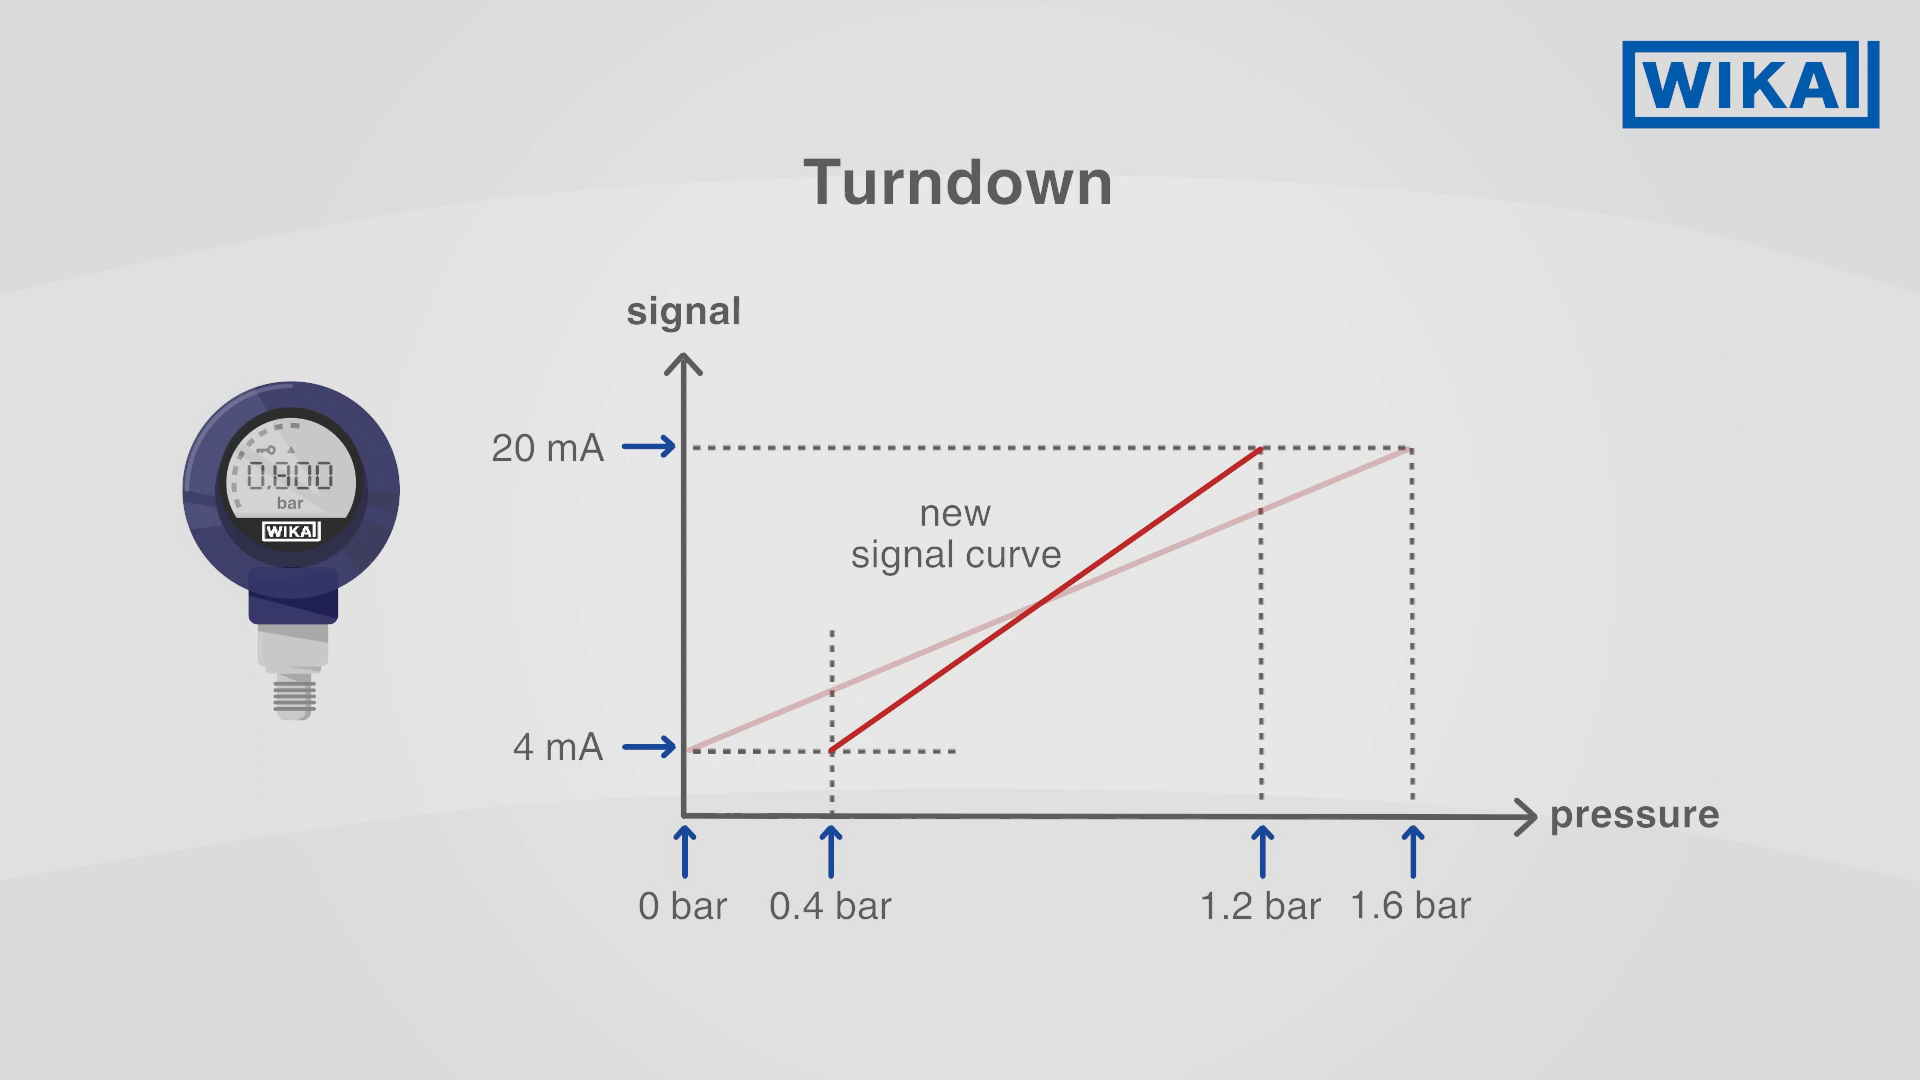 WIKA
Turndown
signal
20 mA
new
signal curve
0.800
bar
WIKA
4 mA
pressure
0 bar
0.4 bar
1.2 bar
1.6 bar